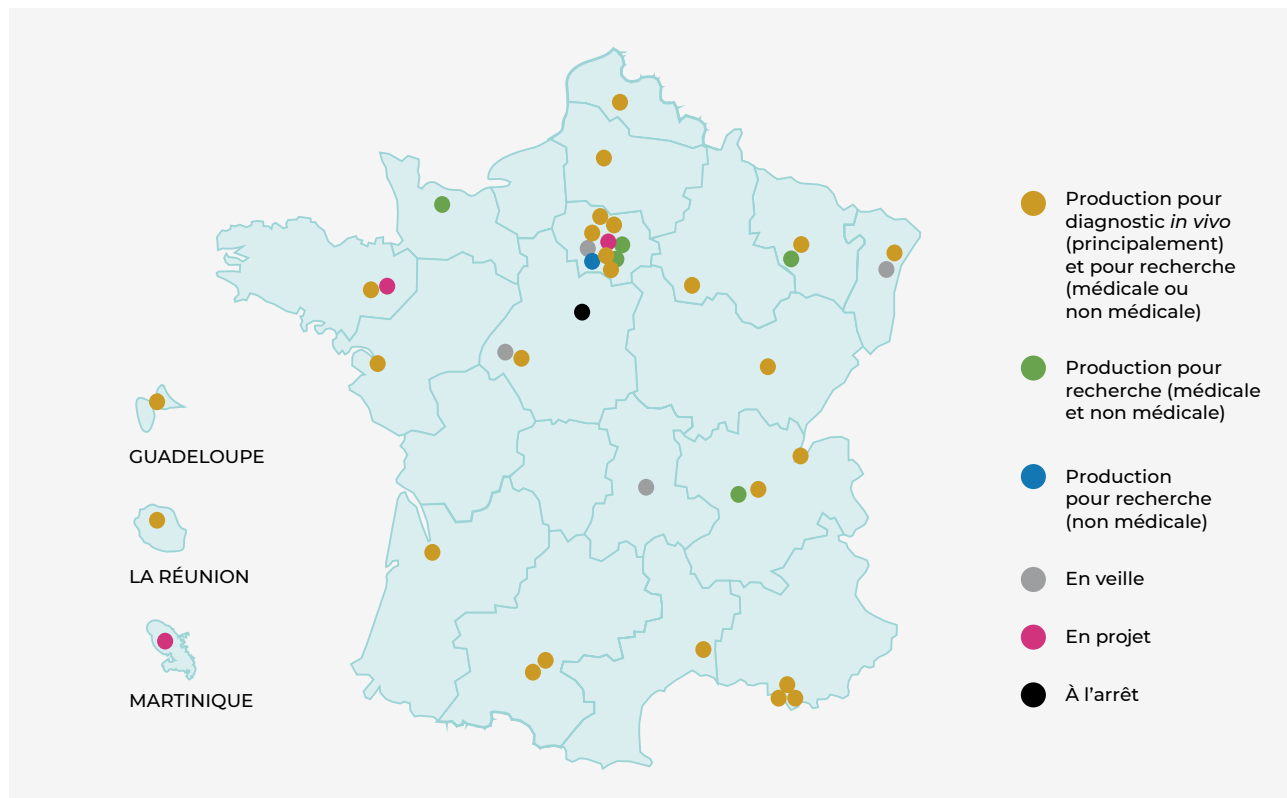 GUADELOUPE
LA RÉUNION
MARTINIQUE
Production pour
diagnostic in vivo
(principalement)
et pour recherche
(médicale ou
non médicale)
Production pour
recherche (médicale
et non médicale)
Production
pour recherche
(non médicale)
En veille
En projet
À l’arrêt